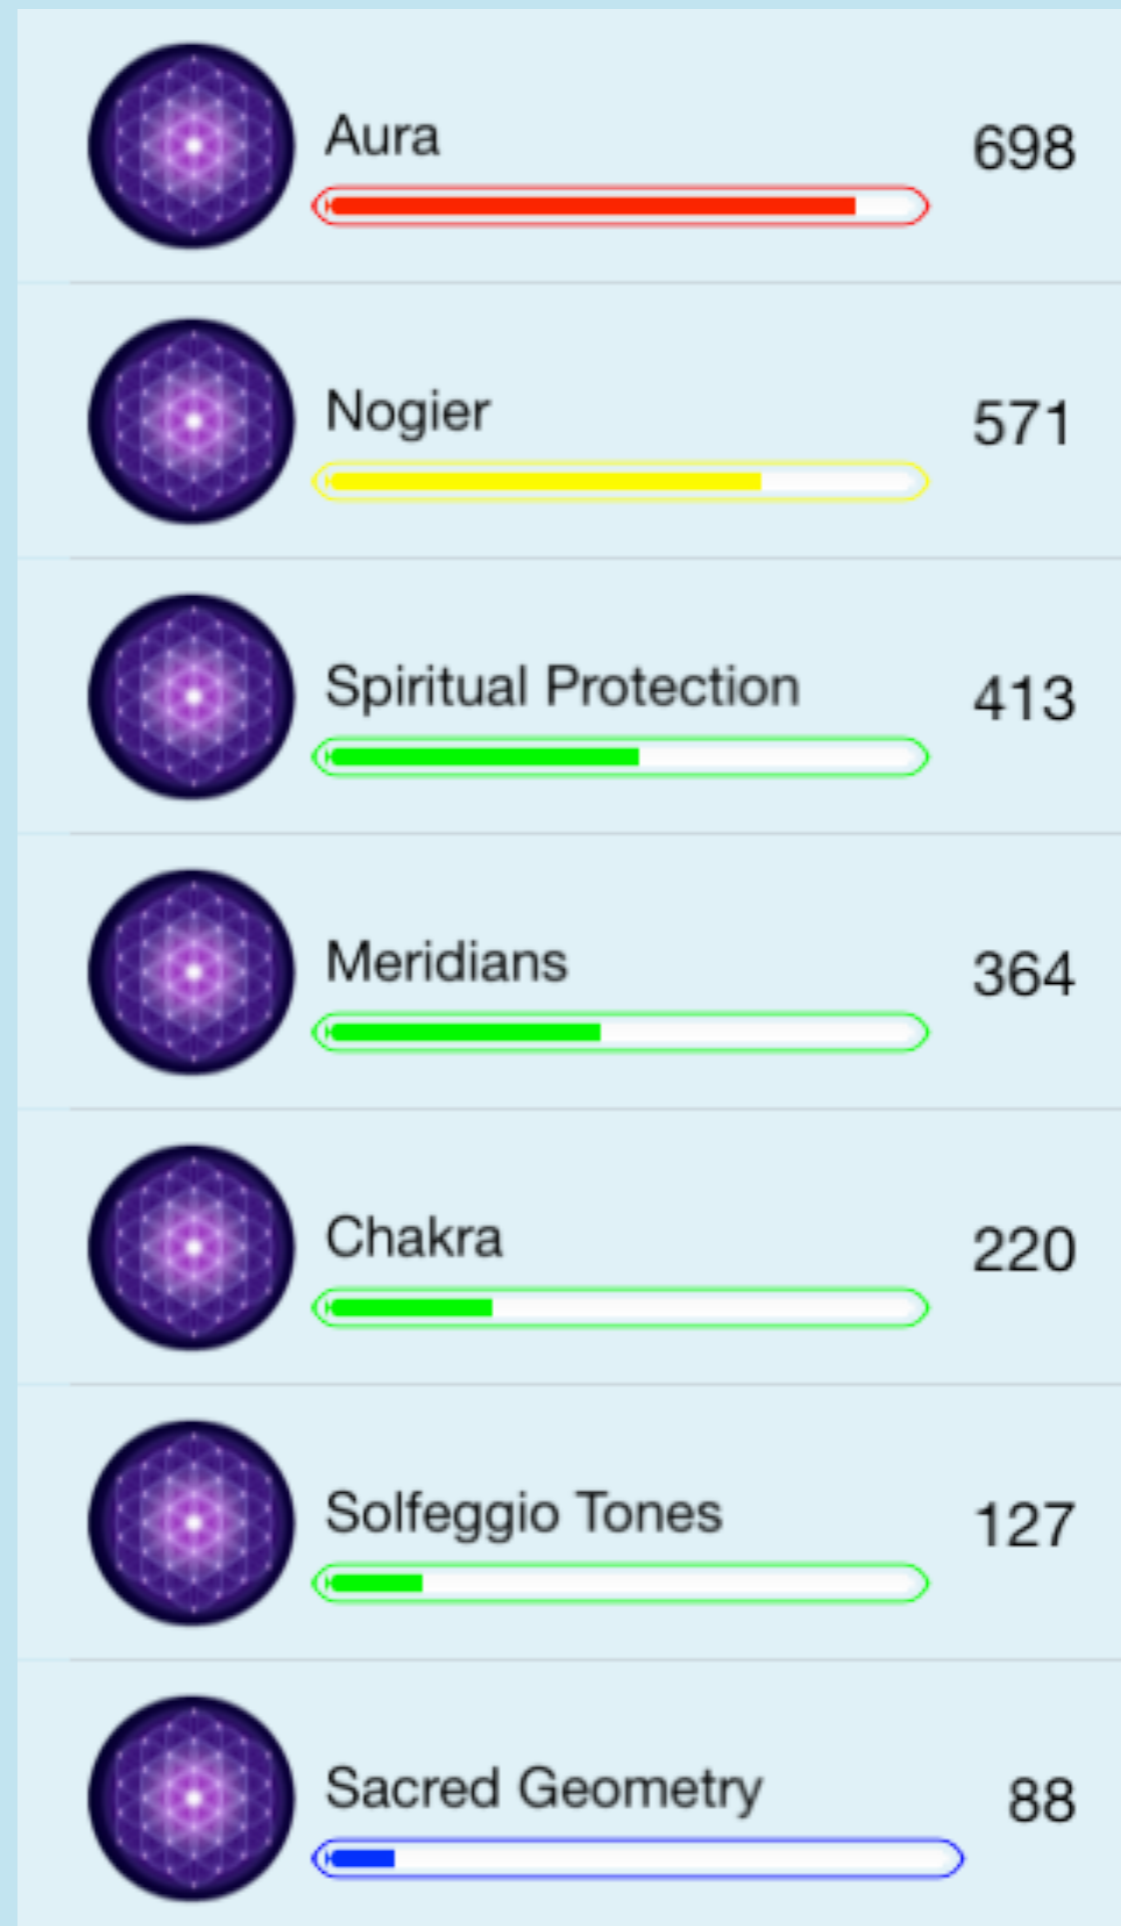 Aura
698
Nogier
571
Spiritual Protection
413
Meridians
364
Chakra
220
Solfeggio Tones
127
Sacred Geometry
88